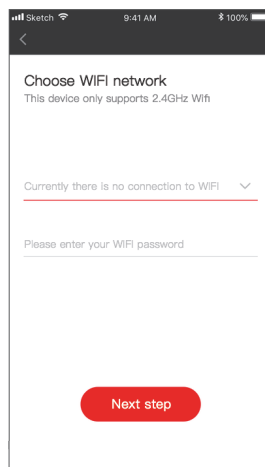 Sketch 9:41 AM 100%
Choose WIFI network
This device only supports 2.4GHz Wifi
Currently there is no connection to WIFI
Please enter your WIFI password
Next step